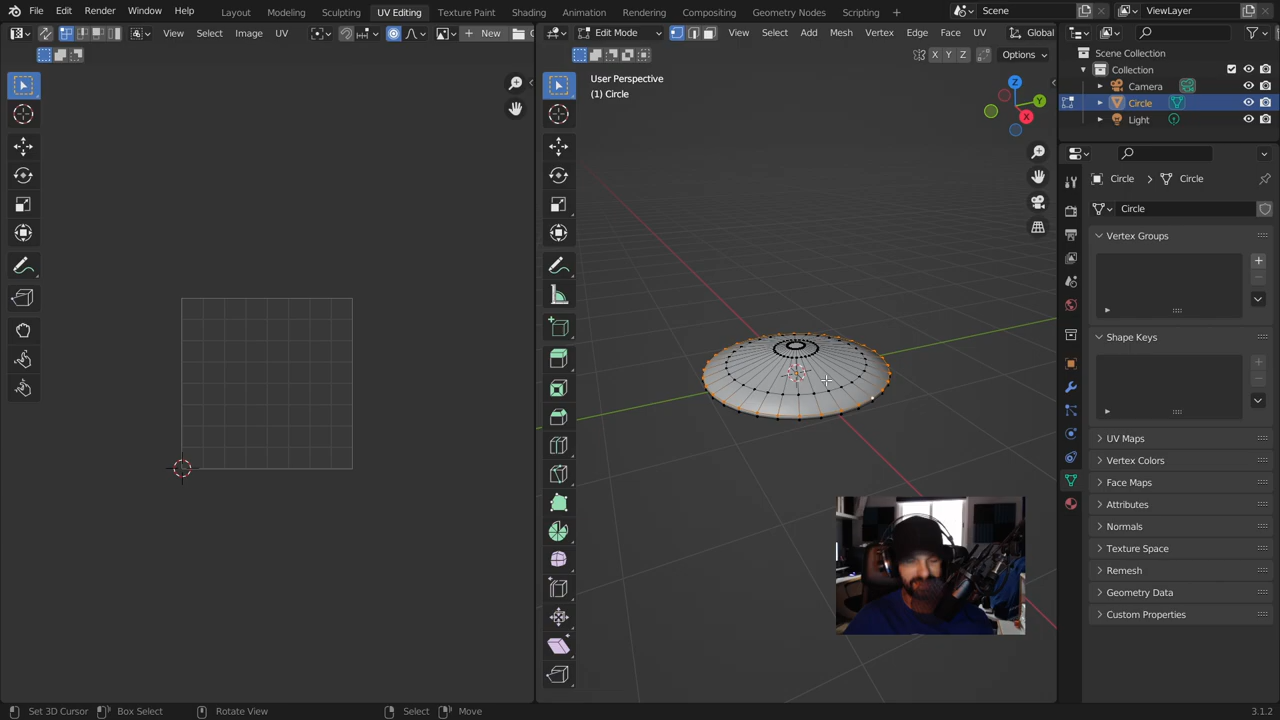 File Edit Render Window Help Layout Modeling Sculpting UV Editing Texture Paint Shading Animation Rendering Compositing Geometry Nodes Scripting + Scene ViewLayer
View Select Image UV New Edit Mode View Select Add Mesh Vertex Edge Face UV Global
X Y Z Options
Scene Collection
Collection
Camera
Circle
Light
User Perspective
(1) Circle
Z
Y
X
Circle > Circle
Circle
Vertex Groups
Shape Keys
UV Maps
Vertex Colors
Face Maps
Attributes
Normals
Texture Space
Remesh
Geometry Data
Custom Properties
Set 3D Cursor Box Select Rotate View Select Move 3.1.2